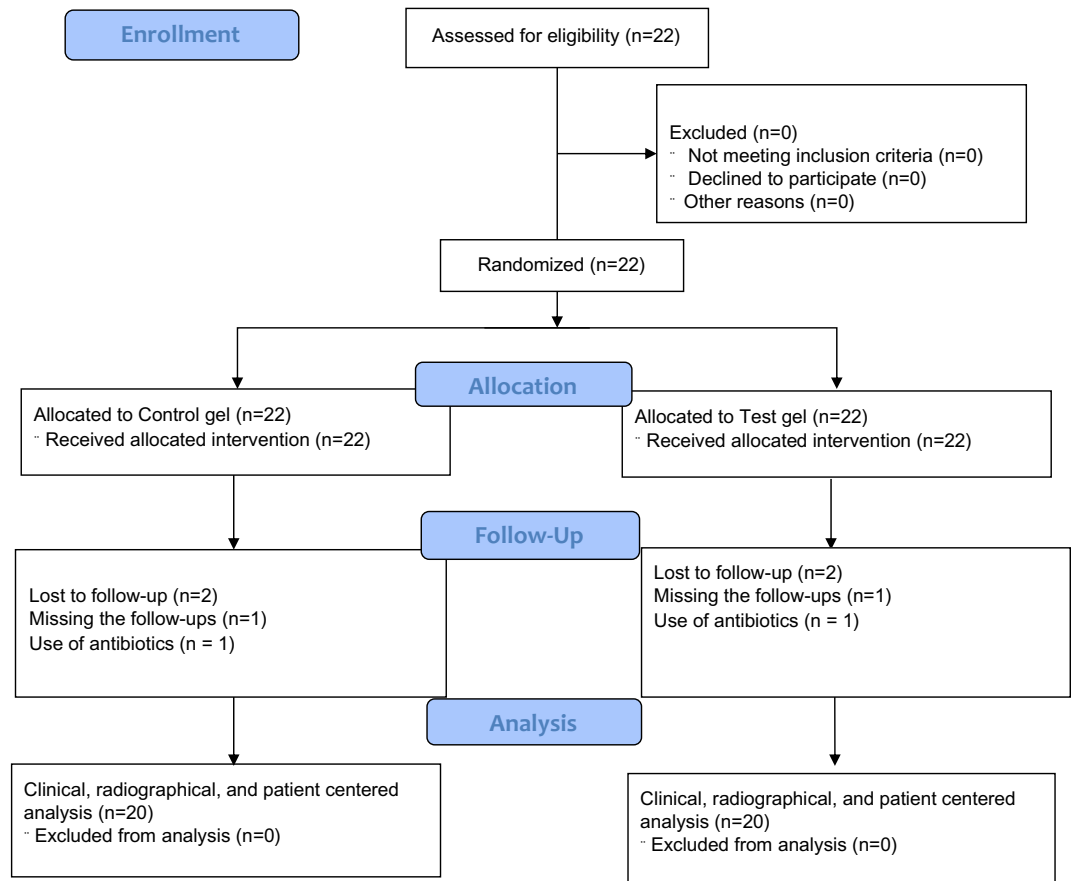 Enrollment
Assessed for eligibility (n=22)
Excluded (n=0)
¨ Not meeting inclusion criteria (n=0)
¨ Declined to participate (n=0)
¨ Other reasons (n=0)
Randomized (n=22)
Allocation
Allocated to Control gel (n=22)
¨ Received allocated intervention (n=22)
Allocated to Test gel (n=22)
¨ Received allocated intervention (n=22)
Follow-Up
Lost to follow-up (n=2)
Missing the follow-ups (n=1)
Use of antibiotics (n = 1)
Lost to follow-up (n=2)
Missing the follow-ups (n=1)
Use of antibiotics (n = 1)
Analysis
Clinical, radiographical, and patient centered
analysis (n=20)
¨ Excluded from analysis (n=0)
Clinical, radiographical, and patient centered
analysis (n=20)
¨ Excluded from analysis (n=0)